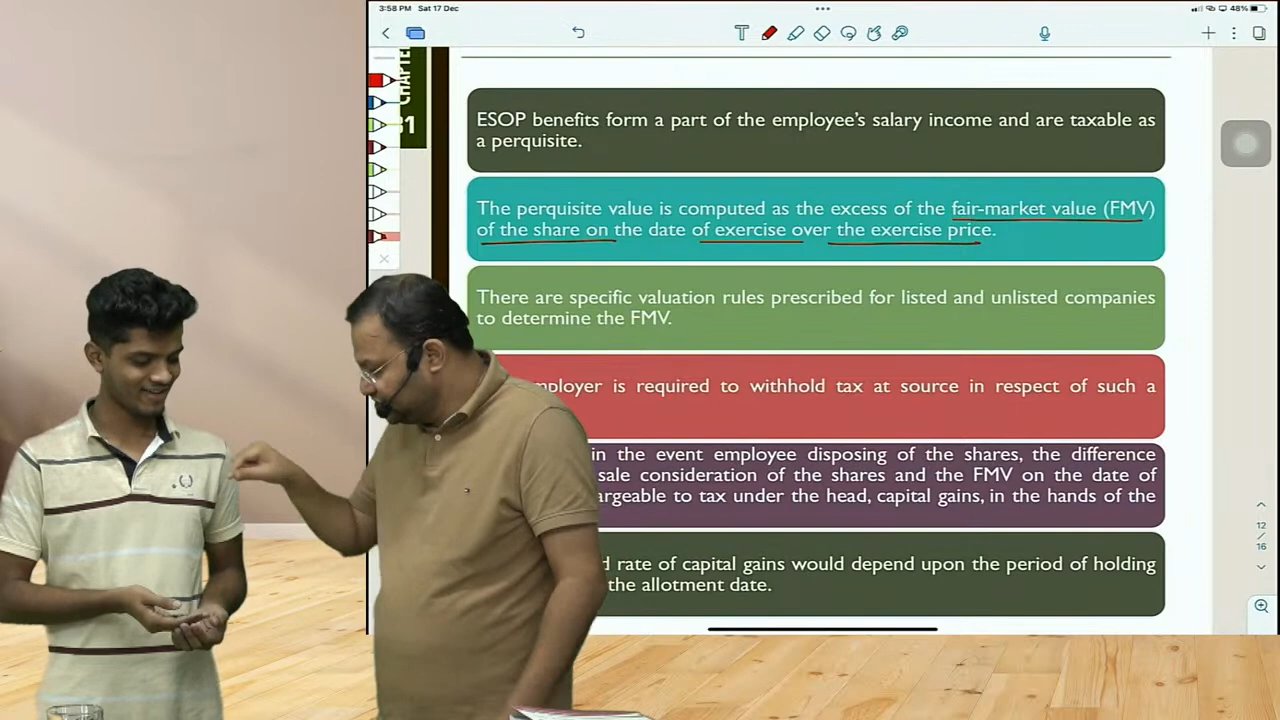 3:58 PM Sat 17 Dec
48%
CHAPTE
31
ESOP benefits form a part of the employee's salary income and are taxable as
a perquisite.
The perquisite value is computed as the excess of the fair-market value (FMV)
of the share on the date of exercise over the exercise price.
There are specific valuation rules prescribed for listed and unlisted companies
to determine the FMV.
mployer is required to withhold tax at source in respect of such a
in the event employee disposing of the shares, the difference
sale consideration of the shares and the FMV on the date of
argeable to tax under the head, capital gains, in the hands of the
d rate of capital gains would depend upon the period of holding
the allotment date.
12
/
16